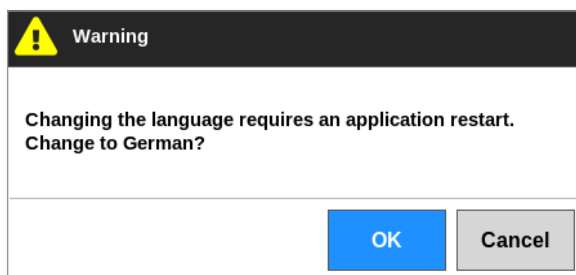 Warning
Changing the language requires an application restart.
Change to German?
OK
Cancel